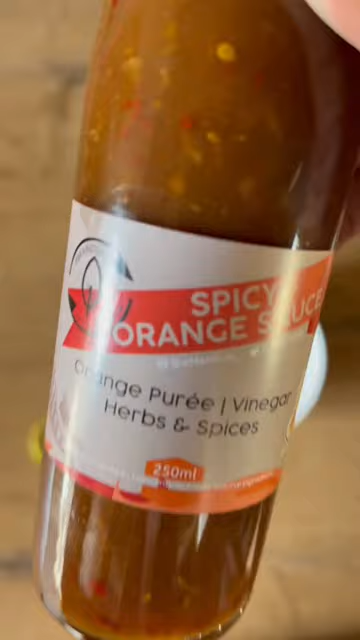 SPICY
ORANGE SAUCE
Orange Purée | Vinegar
Herbs & Spices
250ml